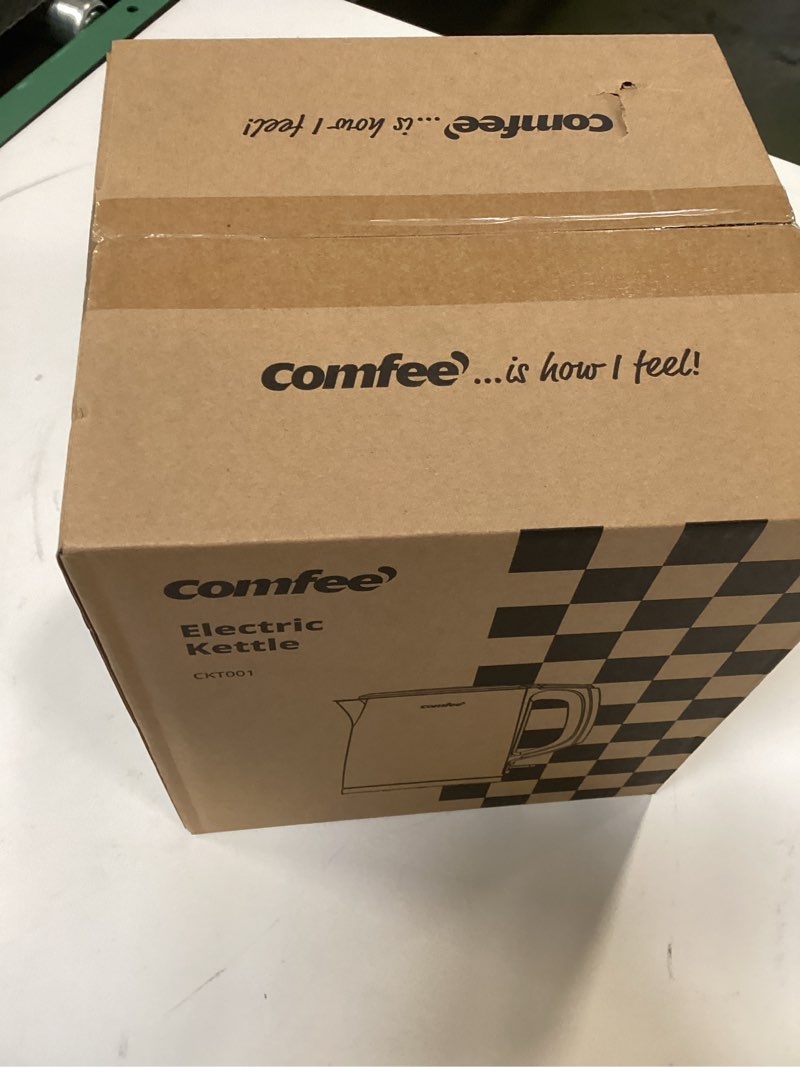 comfee ...is how I feel!
comfee ...is how I feel!
comfee
Electric
Kettle
CKT001
comfee